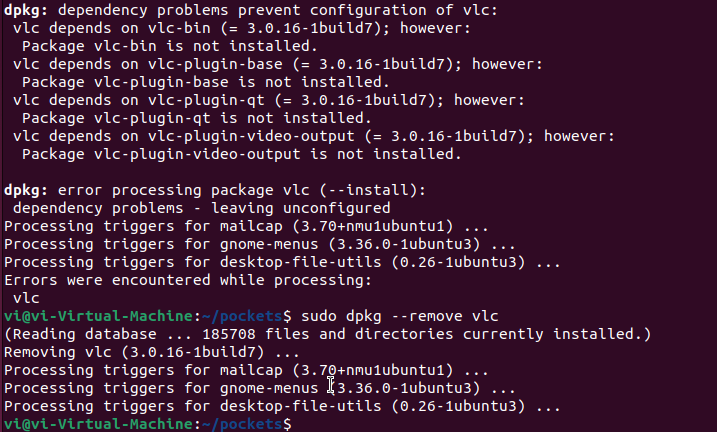 dpkg: dependency problems prevent configuration of vlc:
 vlc depends on vlc-bin (= 3.0.16-1build7); however:
  Package vlc-bin is not installed.
 vlc depends on vlc-plugin-base (= 3.0.16-1build7); however:
  Package vlc-plugin-base is not installed.
 vlc depends on vlc-plugin-qt (= 3.0.16-1build7); however:
  Package vlc-plugin-qt is not installed.
 vlc depends on vlc-plugin-video-output (= 3.0.16-1build7); however:
  Package vlc-plugin-video-output is not installed.

dpkg: error processing package vlc (--install):
 dependency problems - leaving unconfigured
Processing triggers for mailcap (3.70+nmu1ubuntu1) ...
Processing triggers for gnome-menus (3.36.0-1ubuntu3) ...
Processing triggers for desktop-file-utils (0.26-1ubuntu3) ...
Errors were encountered while processing:
 vlc
vi@vi-Virtual-Machine:~/pockets$ sudo dpkg --remove vlc
(Reading database ... 185708 files and directories currently installed.)
Removing vlc (3.0.16-1build7) ...
Processing triggers for mailcap (3.70+nmu1ubuntu1) ...
Processing triggers for gnome-menus (3.36.0-1ubuntu3) ...
Processing triggers for desktop-file-utils (0.26-1ubuntu3) ...
vi@vi-Virtual-Machine:~/pockets$